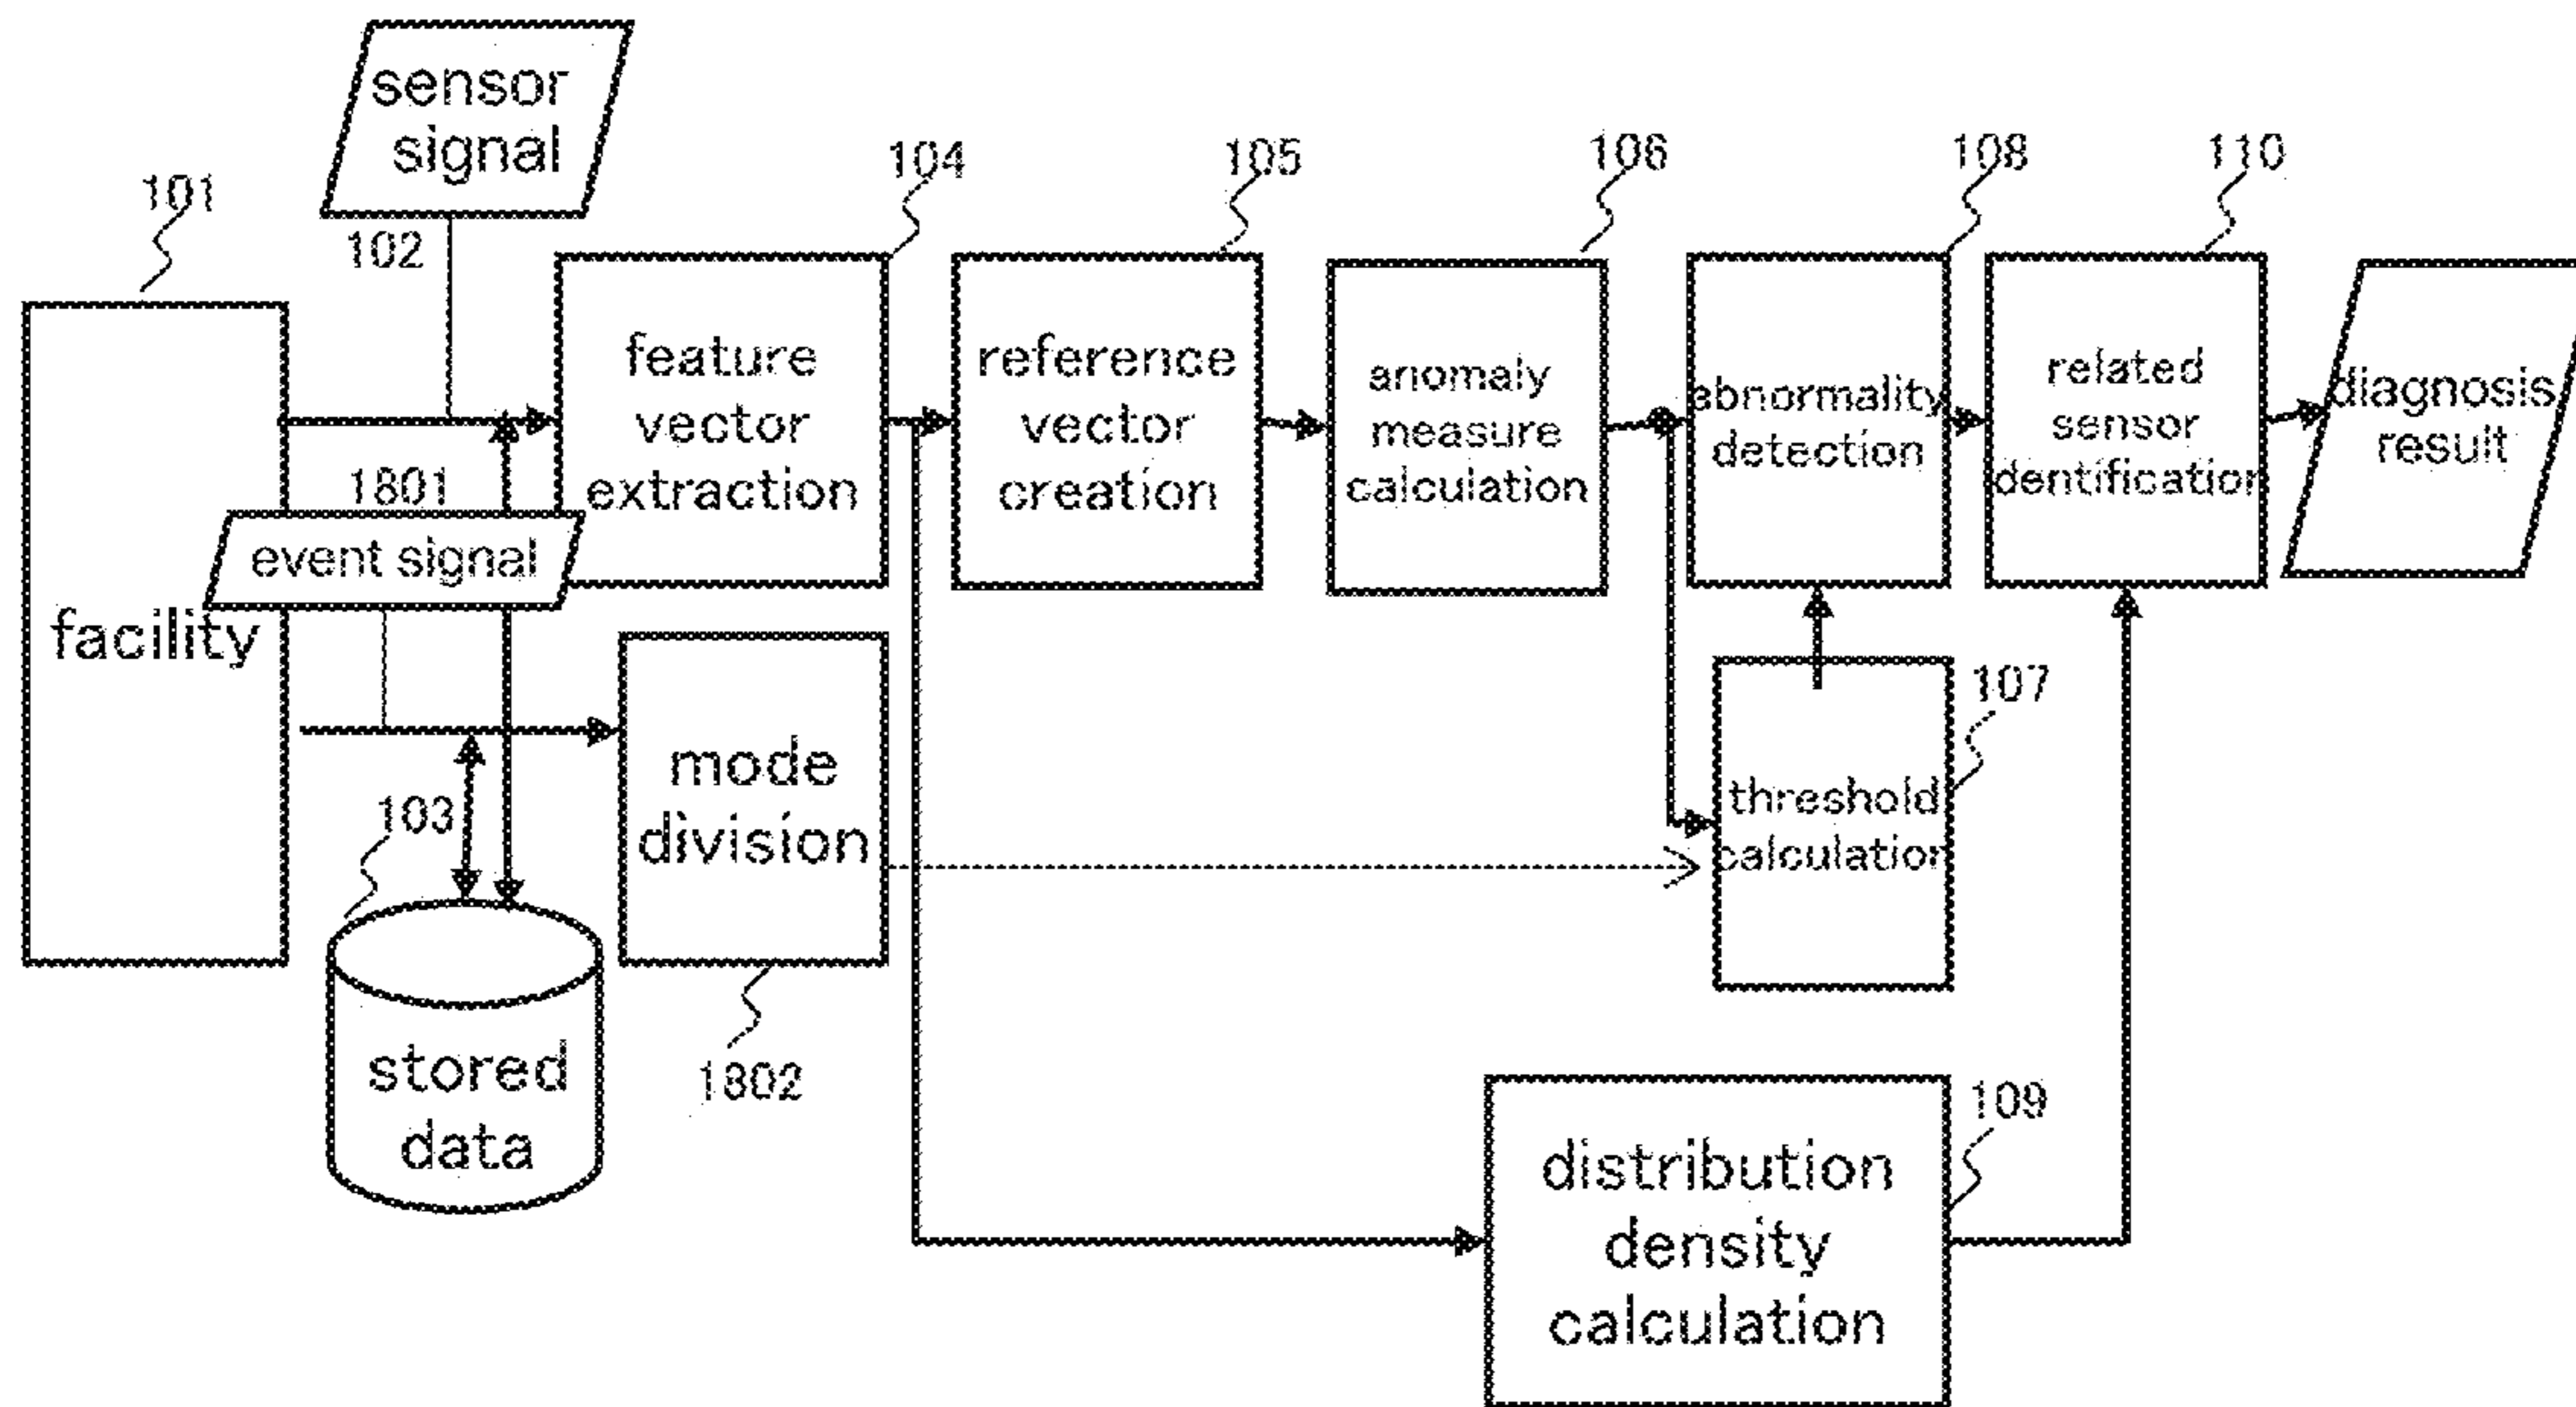 sensor
signal
101
102
104
105
106
108
110
feature
vector
extraction
reference
vector
creation
anomaly
measure
calculation
abnormality
detection
related
sensor
dentification
diagnosis
result
1801
event signal
facility
mode
division
103
stored
data
1802
107
threshold
calculation
109
distribution
density
calculation